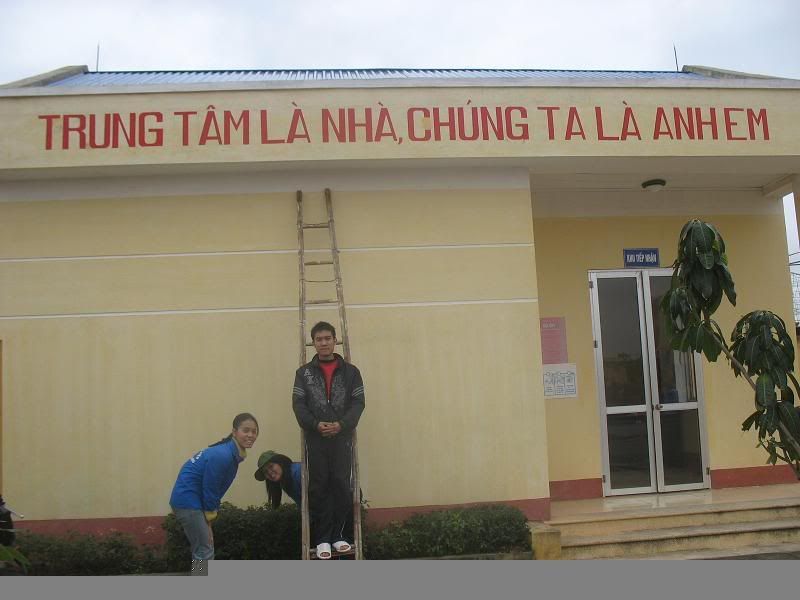 TRUNG TÂM LÀ NHÀ, CHÚNG TA LÀ ANH EM
KHU TIẾP NHẬN